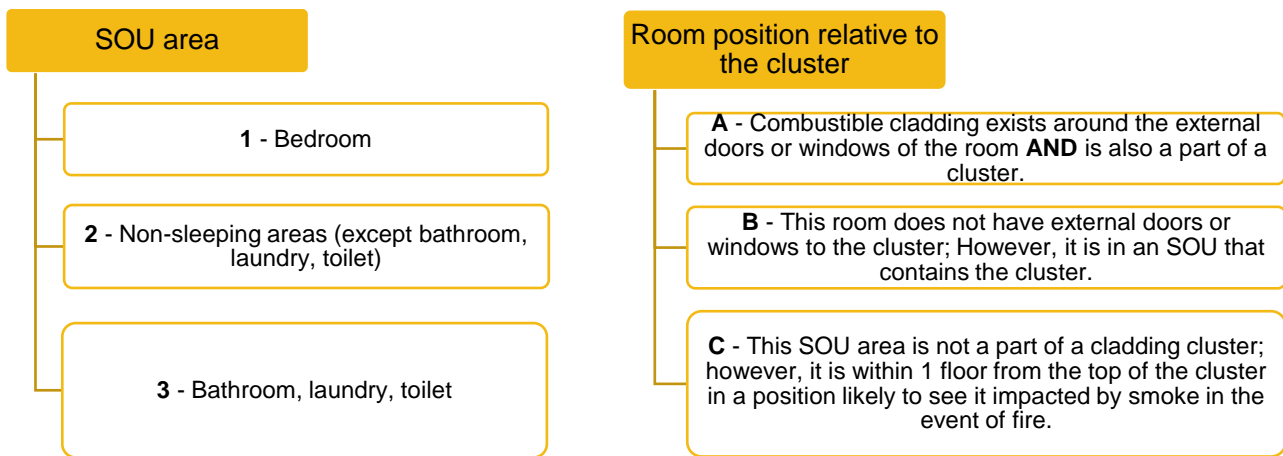 SOU area
1 - Bedroom
2 - Non-sleeping areas (except bathroom,
laundry, toilet)
3 - Bathroom, laundry, toilet
Room position relative to
the cluster
A - Combustible cladding exists around the external
doors or windows of the room AND is also a part of a
cluster.
B - This room does not have external doors or
windows to the cluster; However, it is in an SOU that
contains the cluster.
C - This SOU area is not a part of a cladding cluster;
however, it is within 1 floor from the top of the cluster
in a position likely to see it impacted by smoke in the
event of fire.